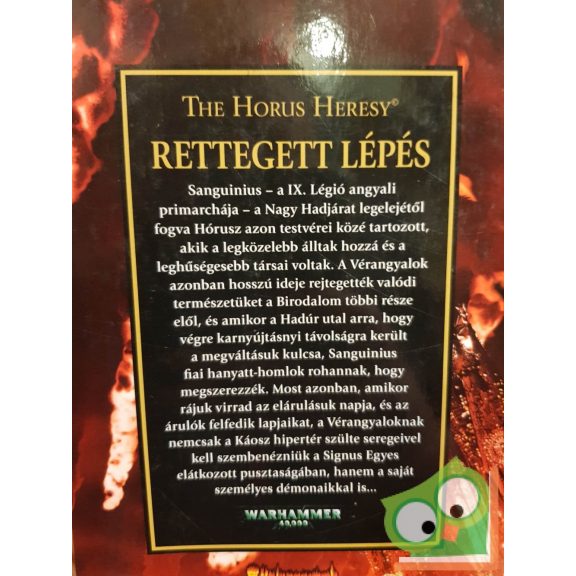 THE HORUS HERESY©
RETTEGETT LÉPÉS
Sanguinius – a IX. Légió angyali
primarchája – a Nagy Hadjárat legelejétől
fogva Hórusz azon testvérei közé tartozott,
akik a legközelebb álltak hozzá és a
leghűségesebb társai voltak. A Vérangyalok
azonban hosszú ideje rejtegették valódi
természetüket a Birodalom többi része
elől, és amikor a Hadúr utal arra, hogy
végre karnyújtásnyi távolságra került
a megváltásuk kulcsa, Sanguinius
fiai hanyatt-homlok rohannak, hogy
megszerezzék. Most azonban, amikor
rájuk virrad az elárulásuk napja, és az
árulók felfedik lapjaikat, a Vérangyaloknak
nemcsak a Káosz hipertér szülte seregeivel
kell szembenézniük a Signus Egyes
elátkozott pusztaságában, hanem a saját
személyes démonaikkal is...
WARHAMMER
40,000